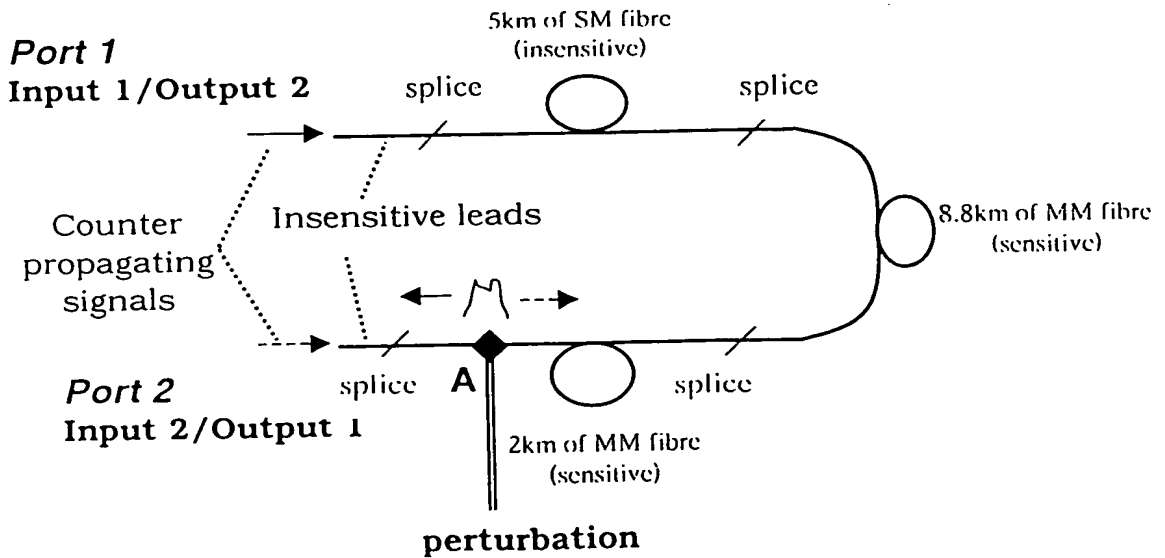 5km of SM fibre
(insensitive)
Port 1
Input 1/Output 2
splice
splice
Counter
propagating
signals
Insensitive leads
8.8km of MM fibre
(sensitive)
splice
A
splice
Port 2
Input 2/Output 1
2km of MM fibre
(sensitive)
perturbation